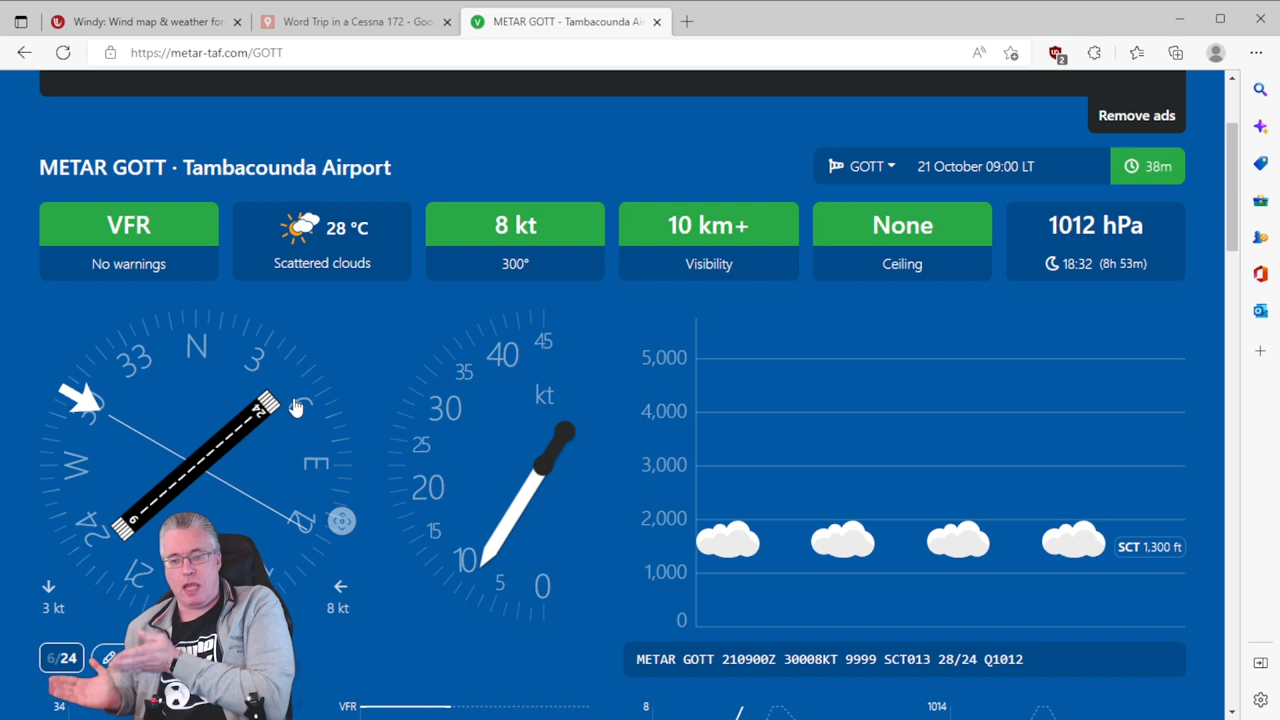 Windy: Wind map & weather for
Word Trip in a Cessna 172 - Goo
METAR GOTT - Tambacounda Air
https://metar-taf.com/GOTT
2
Remove ads
METAR GOTT · Tambacounda Airport
GOTT
21 October 09:00 LT
38m
VFR
No warnings
28 °C
Scattered clouds
8 kt
300°
10 km+
Visibility
None
Ceiling
1012 hPa
18:32 (8h 53m)
N
3
33
30
W
E
24
21
24
6
3 kt
8 kt
6/24
45
40
35
kt
30
25
20
15
10
5
0
5,000
4,000
3,000
2,000
1,000
0
SCT 1,300 ft
METAR GOTT 210900Z 30008KT 9999 SCT013 28/24 Q1012
34
VFR
8
1014